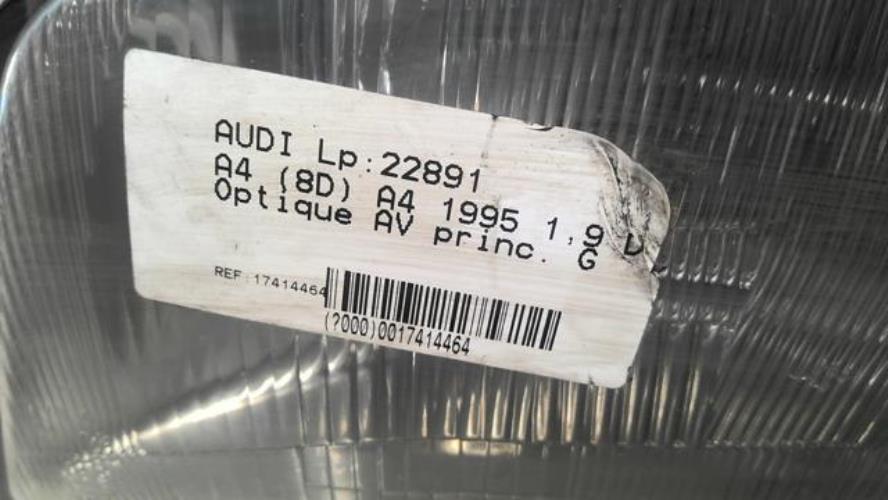 AUDI Lp:22891
A4 (8D) A4 1995 1,9 D
Optique AV princ. G
REF:17414464
(?000)0017414464